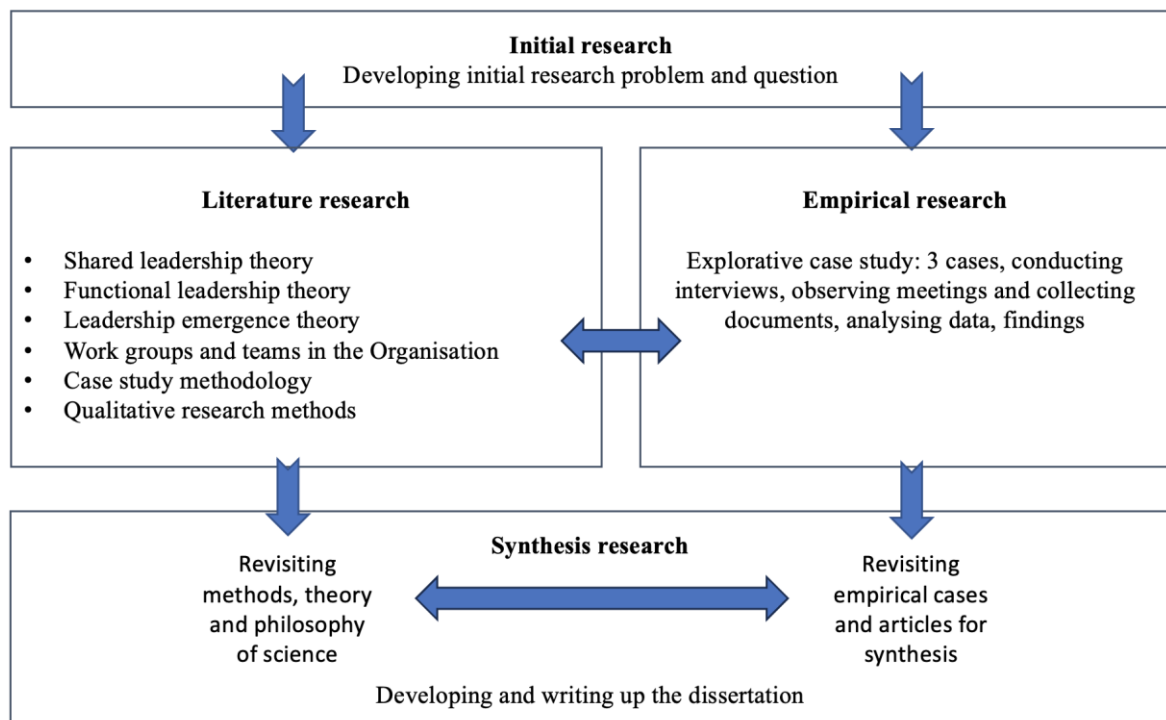 Initial research
Developing initial research problem and question
Literature research
• Shared leadership theory
• Functional leadership theory
• Leadership emergence theory
• Work groups and teams in the Organisation
• Case study methodology
• Qualitative research methods
Empirical research
Explorative case study: 3 cases, conducting
interviews, observing meetings and collecting
documents, analysing data, findings
Synthesis research
Revisiting
methods, theory
and philosophy
of science
Revisiting
empirical cases
and articles for
synthesis
Developing and writing up the dissertation